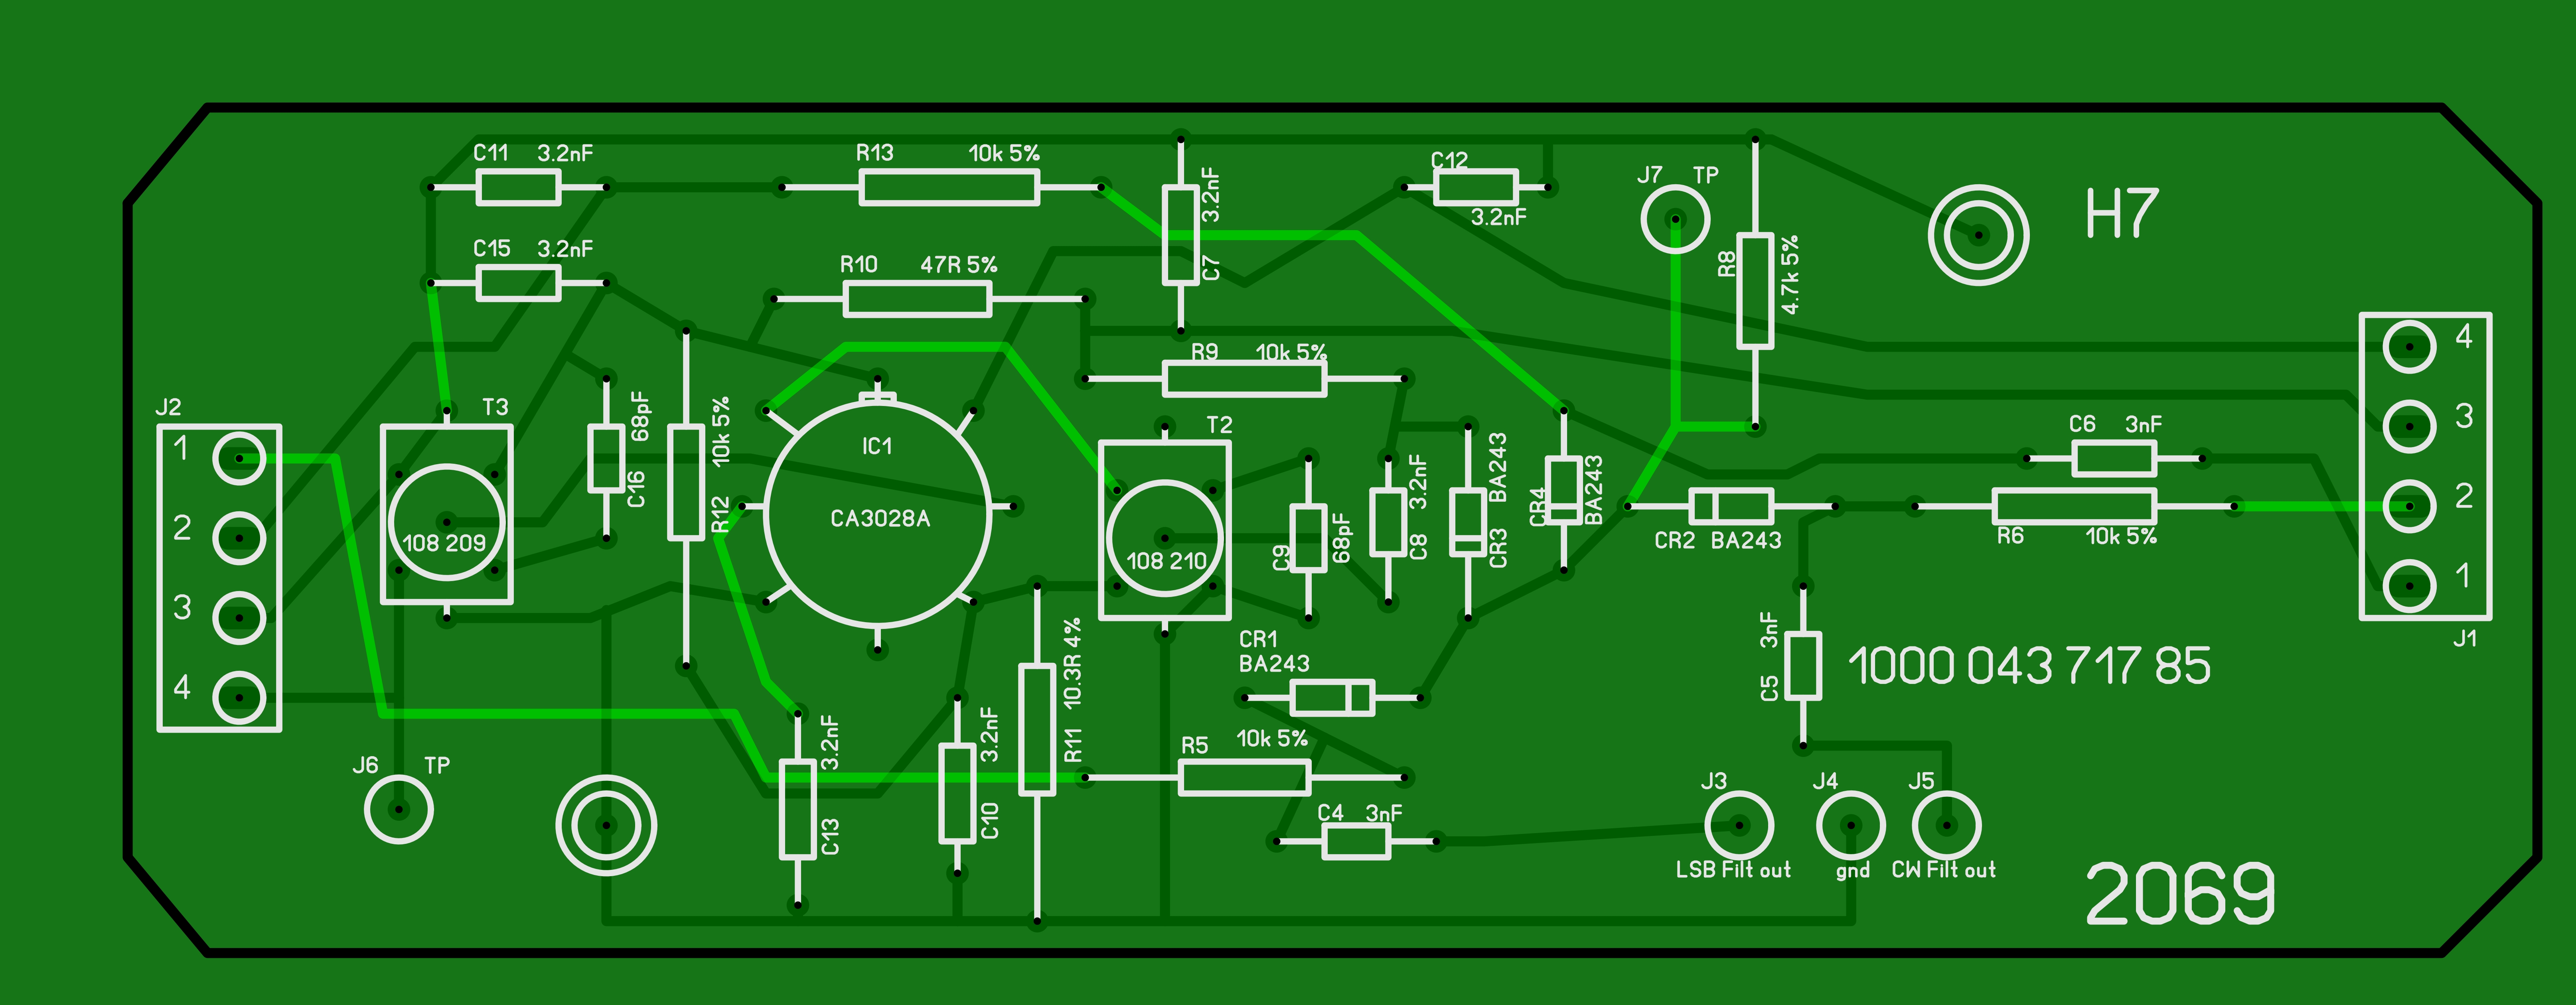 C11 3.2nF
R13 10k 5%
C12
3.2nF
3.2nF
C7
J7 TP
H7
C15 3.2nF
R10 47R 5%
R8
4.7k 5%
R9 10k 5%
4
3
2
1
J1
J2
1
2
3
4
T3
108 209
68pF
C16
10k 5%
R12
IC1
CA3028A
T2
108 210
C9
68pF
3.2nF
C8
BA243
CR3
CR4
BA243
CR2 BA243
C6 3nF
R6 10k 5%
CR1
BA243
3nF
C5
1000 043 717 85
R11 10.3R 4%
R5 10k 5%
C4 3nF
J6 TP
3.2nF
C13
3.2nF
C10
J3 J4 J5
LSB Filt out gnd CW Filt out
2069